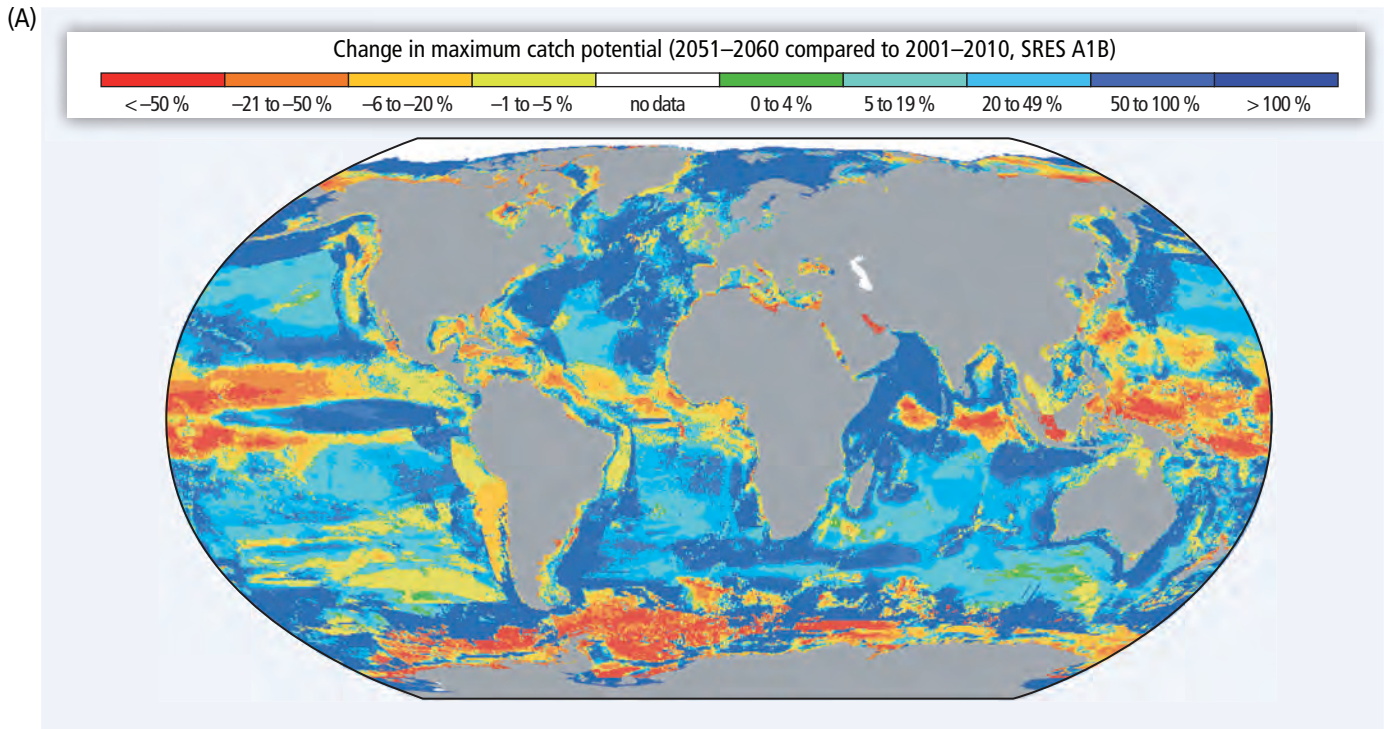 (A)
Change in maximum catch potential (2051–2060 compared to 2001–2010, SRES A1B)
< –50 % –21 to –50 % –6 to –20 % –1 to –5 % no data 0 to 4 % 5 to 19 % 20 to 49 % 50 to 100 % > 100 %